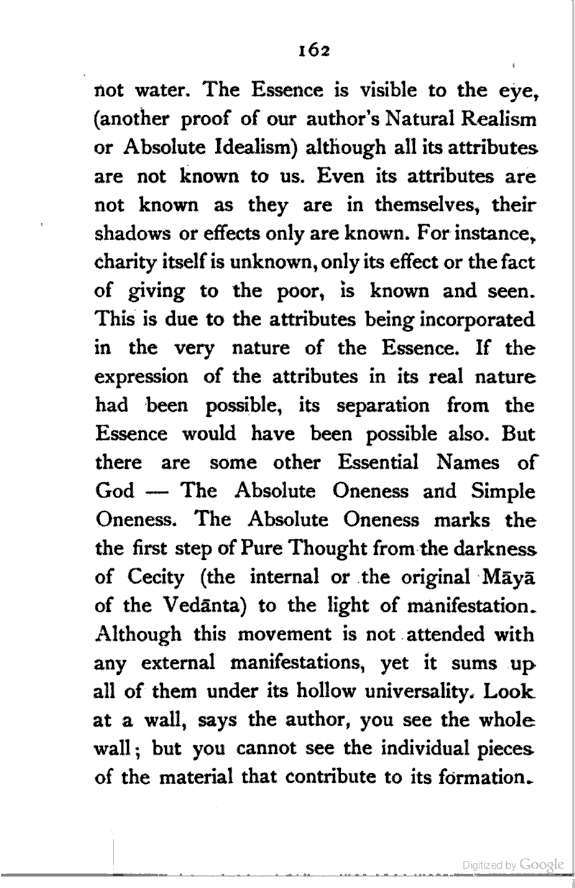 162
not water. The Essence is visible to the eye,
(another proof of our author's Natural Realism
or Absolute Idealism) although all its attributes
are not known to us. Even its attributes are
not known as they are in themselves, their
shadows or effects only are known. For instance,
charity itself is unknown, only its effect or the fact
of giving to the poor, is known and seen.
This is due to the attributes being incorporated
in the very nature of the Essence. If the
expression of the attributes in its real nature
had been possible, its separation from the
Essence would have been possible also. But
there are some other Essential Names of
God — The Absolute Oneness and Simple
Oneness. The Absolute Oneness marks the
the first step of Pure Thought from the darkness
of Cecity (the internal or the original Māyā
of the Vedānta) to the light of manifestation.
Although this movement is not attended with
any external manifestations, yet it sums up
all of them under its hollow universality. Look
at a wall, says the author, you see the whole
wall; but you cannot see the individual pieces
of the material that contribute to its formation.
Digitized by Google